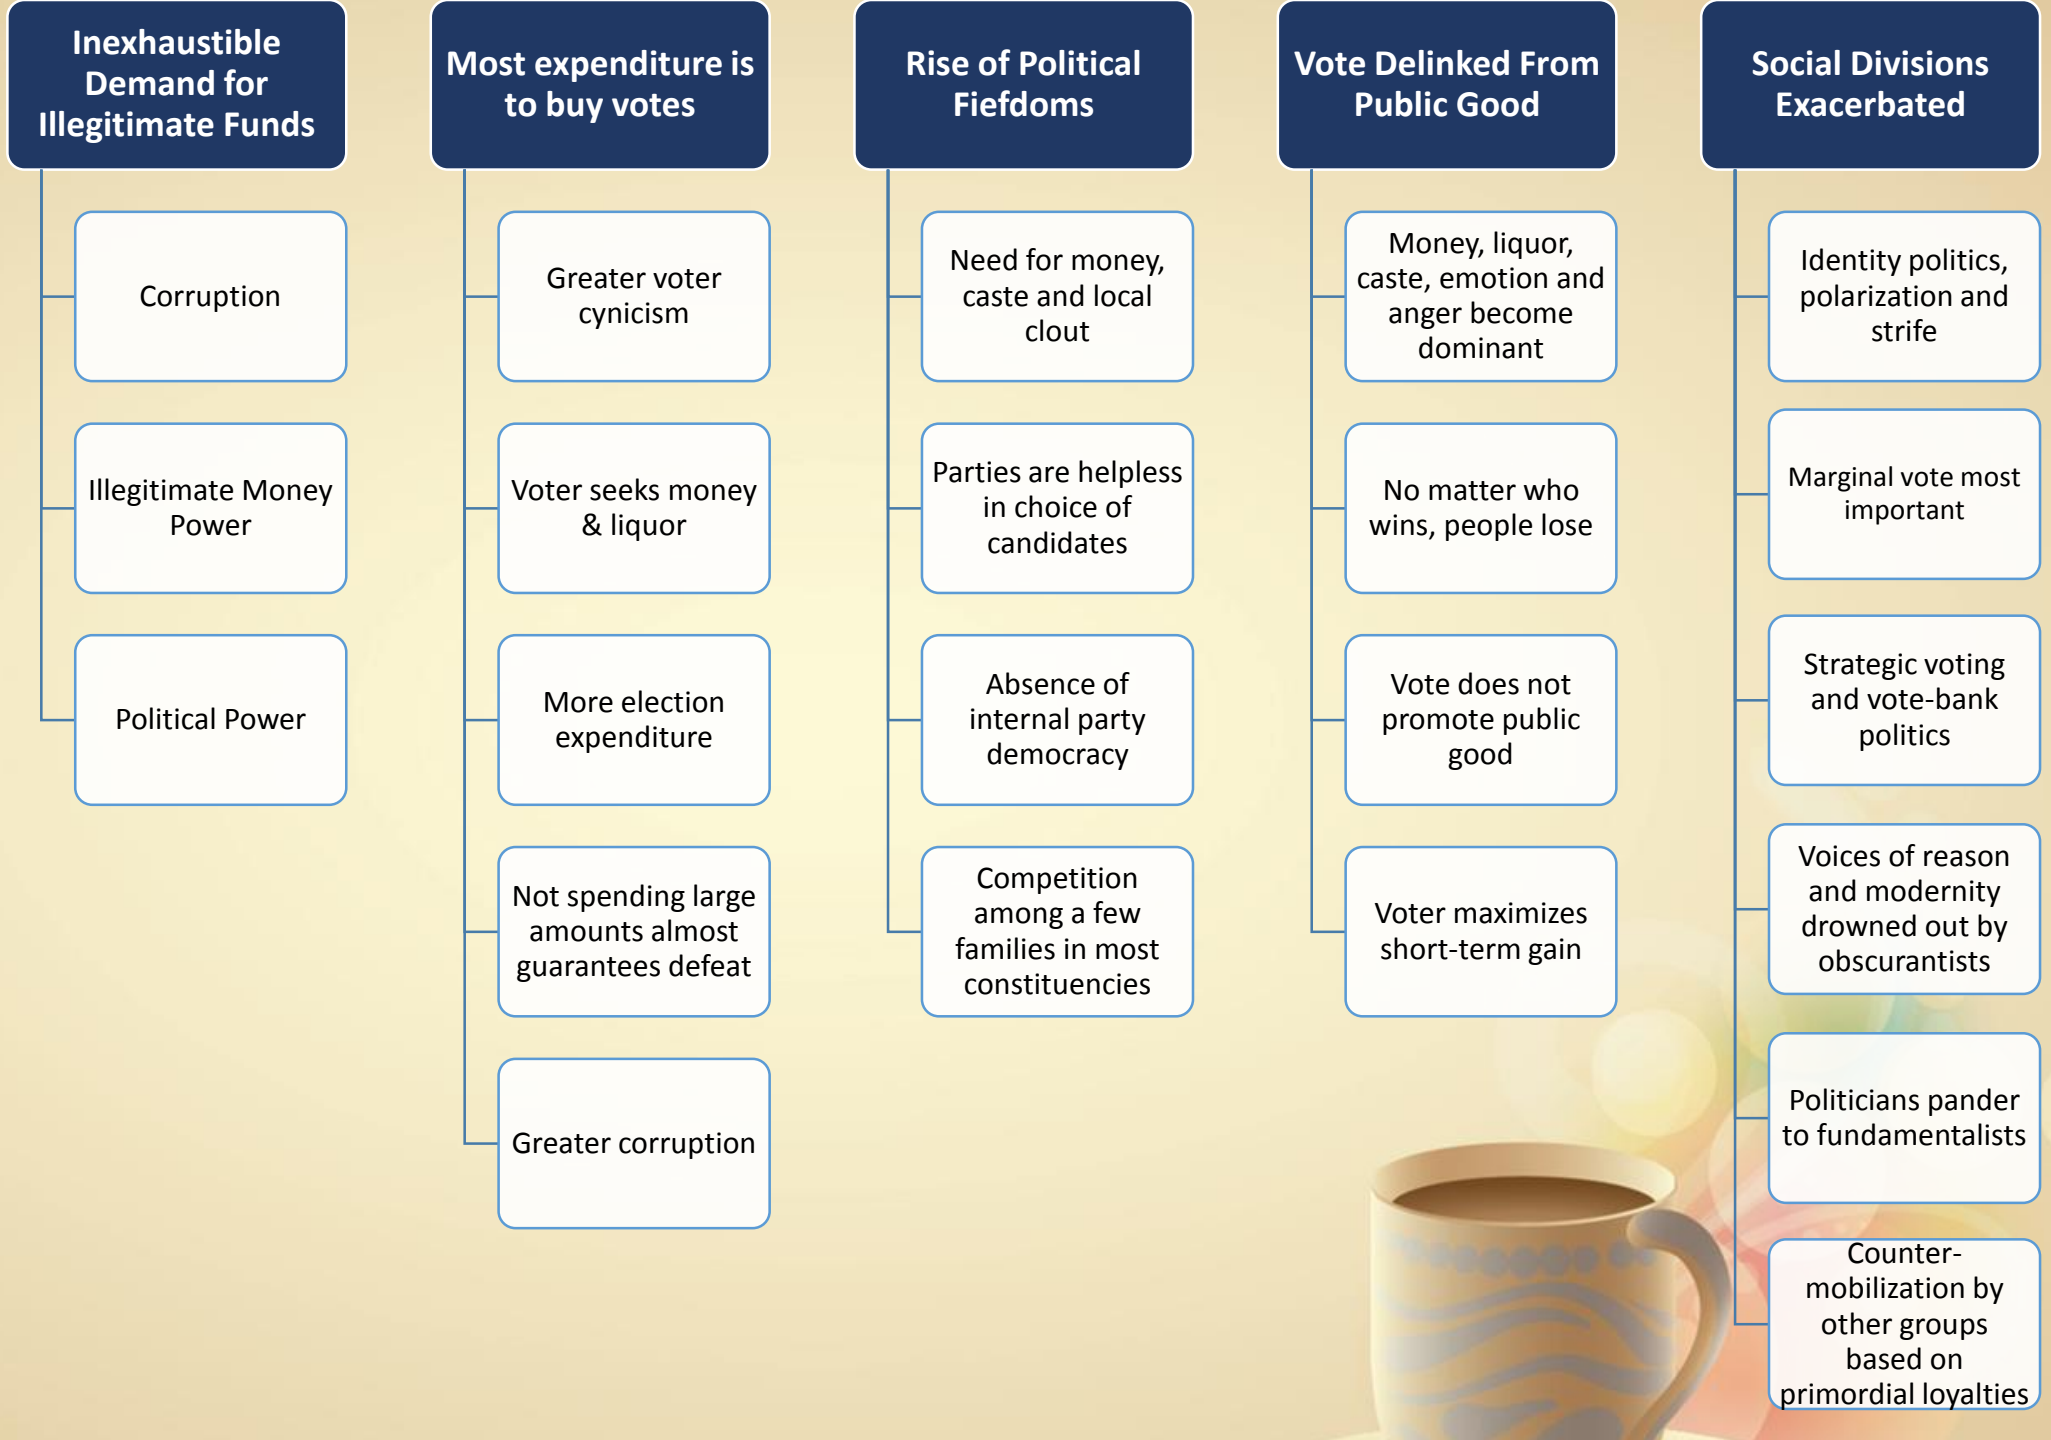 Inexhaustible
Demand for
Illegitimate Funds
Corruption
Illegitimate Money
Power
Political Power
Most expenditure is
to buy votes
Greater voter
cynicism
Voter seeks money
& liquor
More election
expenditure
Not spending large
amounts almost
guarantees defeat
Greater corruption
Rise of Political
Fiefdoms
Need for money,
caste and local
clout
Parties are helpless
in choice of
candidates
Absence of
internal party
democracy
Competition
among a few
families in most
constituencies
Vote Delinked From
Public Good
Money, liquor,
caste, emotion and
anger become
dominant
No matter who
wins, people lose
Vote does not
promote public
good
Voter maximizes
short-term gain
Social Divisions
Exacerbated
Identity politics,
polarization and
strife
Marginal vote most
important
Strategic voting
and vote-bank
politics
Voices of reason
and modernity
drowned out by
obscurantists
Politicians pander
to fundamentalists
Counter-
mobilization by
other groups
based on
primordial loyalties